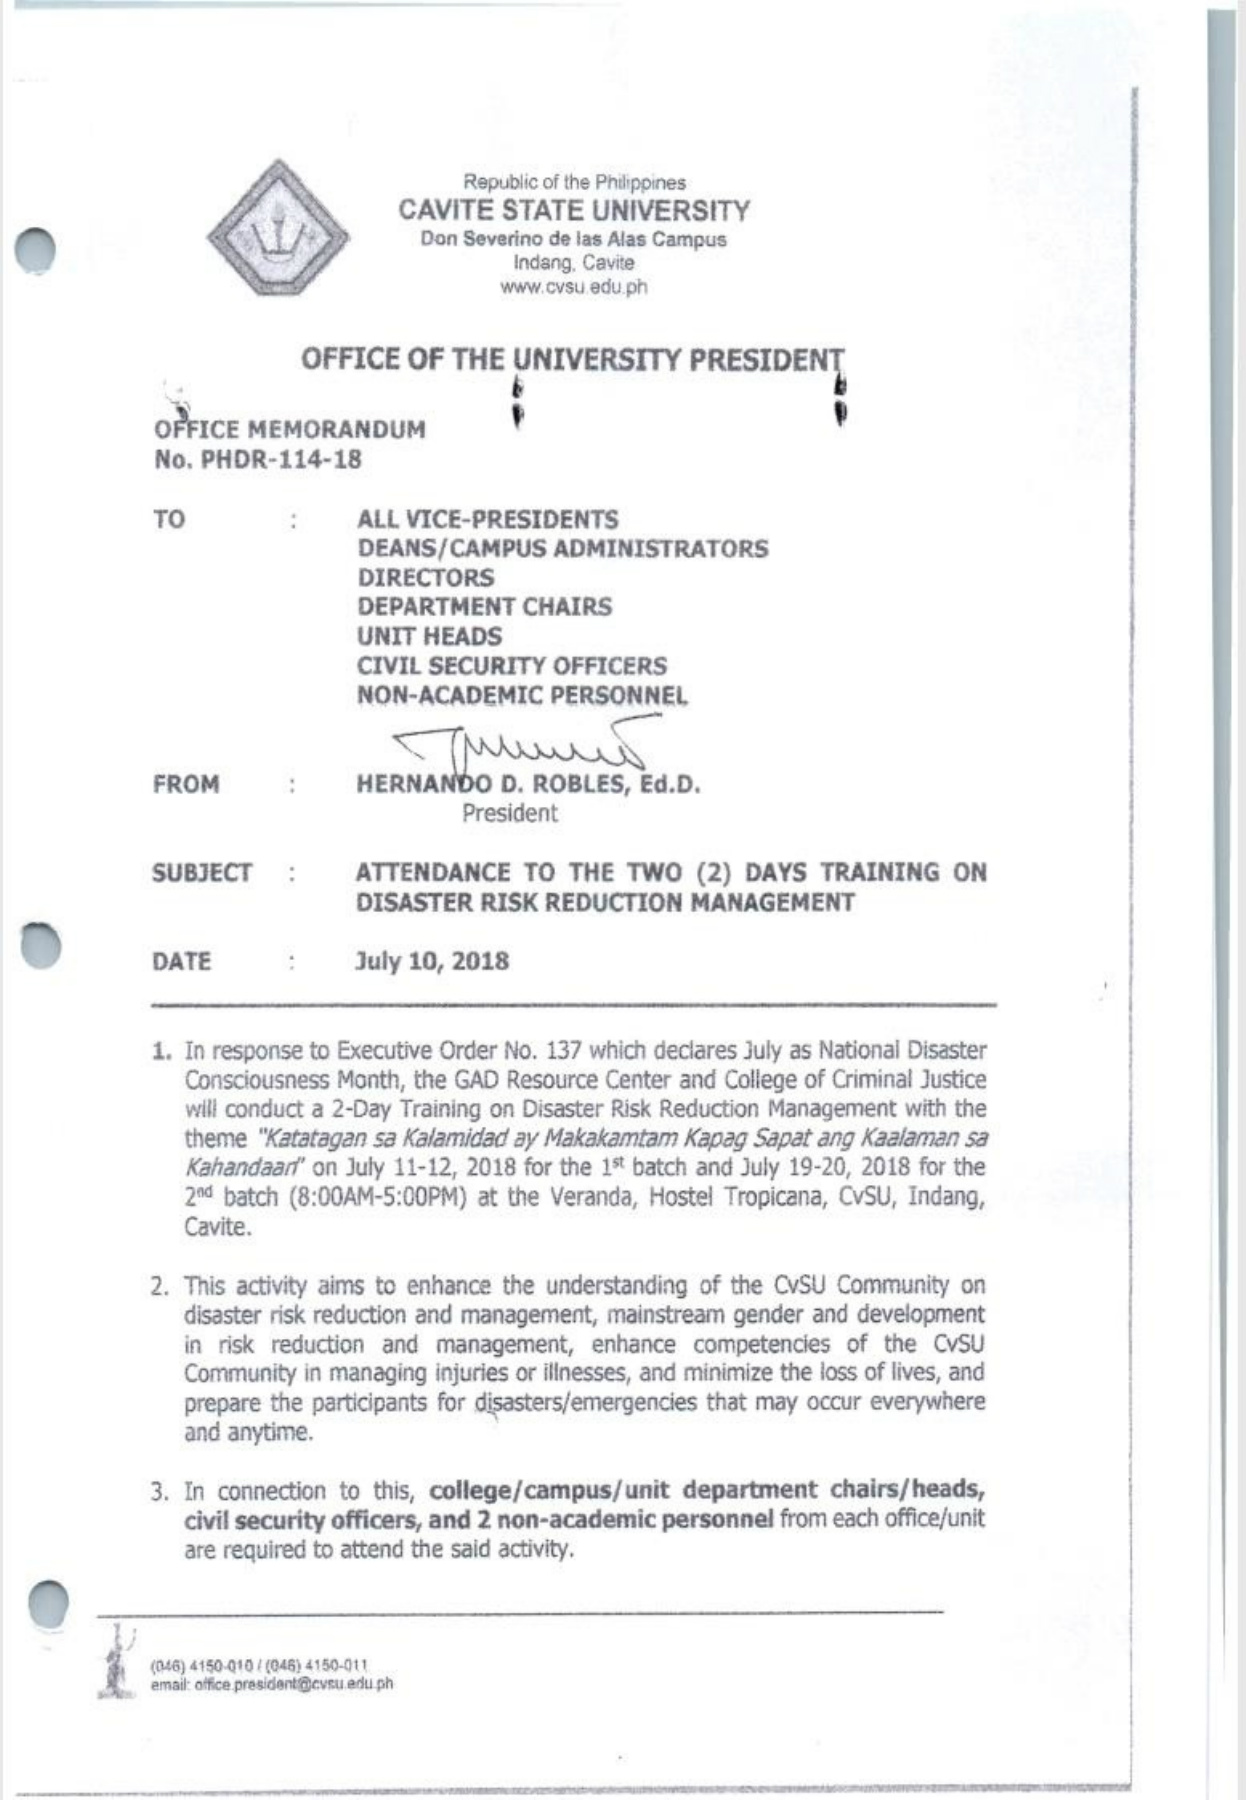 Republic of the Philippines
CAVITE STATE UNIVERSITY
Don Severino de las Alas Campus
Indang, Cavite
www.cvsu.edu.ph
OFFICE OF THE UNIVERSITY PRESIDENT
OFFICE MEMORANDUM
No. PHDR-114-18
TO : ALL VICE-PRESIDENTS
DEANS/CAMPUS ADMINISTRATORS
DIRECTORS
DEPARTMENT CHAIRS
UNIT HEADS
CIVIL SECURITY OFFICERS
NON-ACADEMIC PERSONNEL
FROM : HERNANDO D. ROBLES, Ed.D.
President
SUBJECT : ATTENDANCE TO THE TWO (2) DAYS TRAINING ON
DISASTER RISK REDUCTION MANAGEMENT
DATE : July 10, 2018
1. In response to Executive Order No. 137 which declares July as National Disaster
Consciousness Month, the GAD Resource Center and College of Criminal Justice
will conduct a 2-Day Training on Disaster Risk Reduction Management with the
theme "Katatagan sa Kalamidad ay Makakamtam Kapag Sapat ang Kaalaman sa
Kahandaan" on July 11-12, 2018 for the 1st batch and July 19-20, 2018 for the
2nd batch (8:00AM-5:00PM) at the Veranda, Hostel Tropicana, CvSU, Indang,
Cavite.
2. This activity aims to enhance the understanding of the CvSU Community on
disaster risk reduction and management, mainstream gender and development
in risk reduction and management, enhance competencies of the CvSU
Community in managing injuries or illnesses, and minimize the loss of lives, and
prepare the participants for disasters/emergencies that may occur everywhere
and anytime.
3. In connection to this, college/campus/unit department chairs/heads,
civil security officers, and 2 non-academic personnel from each office/unit
are required to attend the said activity.
(046) 4150-010 / (046) 4150-011
email: office.president@cvsu.edu.ph